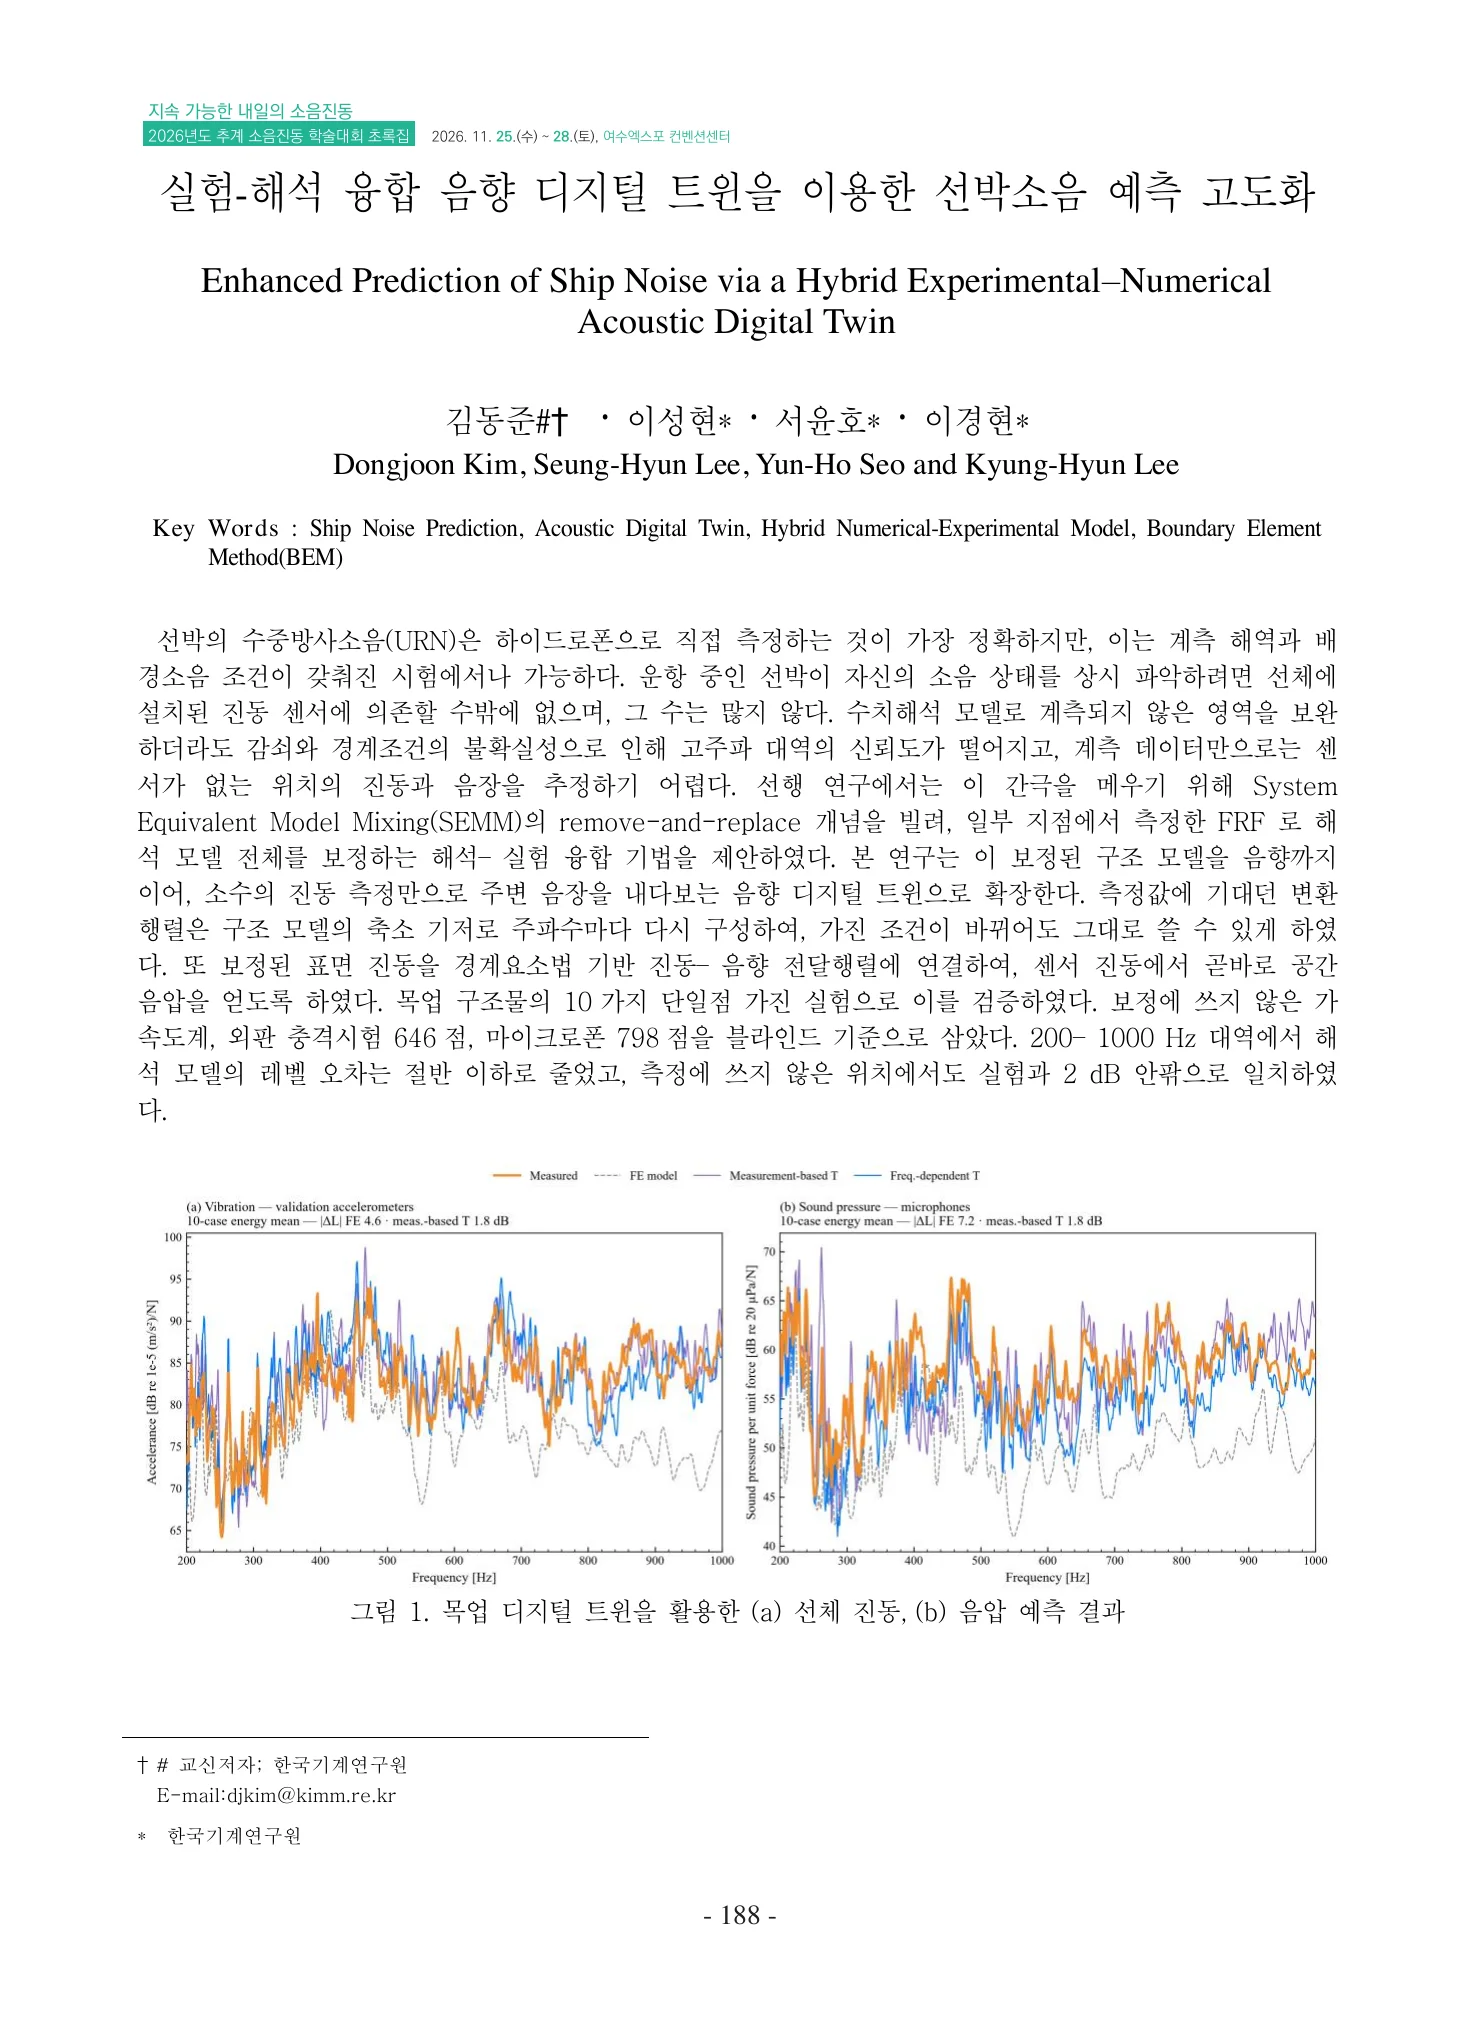 지속 가능한 내일의 소음진동
2026년도 추계 소음진동 학술대회 초록집 2026. 11. 25.(수) ~ 28.(토), 여수엑스포 컨벤션센터
실험-해석 융합 음향 디지털 트윈을 이용한 선박소음 예측 고도화
Enhanced Prediction of Ship Noise via a Hybrid Experimental–Numerical
Acoustic Digital Twin
김동준#† · 이성현* · 서윤호* · 이경현*
Dongjoon Kim, Seung-Hyun Lee, Yun-Ho Seo and Kyung-Hyun Lee
Key Words : Ship Noise Prediction, Acoustic Digital Twin, Hybrid Numerical-Experimental Model, Boundary Element
Method(BEM)
선박의 수중방사소음(URN)은 하이드로폰으로 직접 측정하는 것이 가장 정확하지만, 이는 계측 해역과 배
경소음 조건이 갖춰진 시험에서나 가능하다. 운항 중인 선박이 자신의 소음 상태를 상시 파악하려면 선체에
설치된 진동 센서에 의존할 수밖에 없으며, 그 수는 많지 않다. 수치해석 모델로 계측되지 않은 영역을 보완
하더라도 감쇠와 경계조건의 불확실성으로 인해 고주파 대역의 신뢰도가 떨어지고, 계측 데이터만으로는 센
서가 없는 위치의 진동과 음장을 추정하기 어렵다. 선행 연구에서는 이 간극을 메우기 위해 System
Equivalent Model Mixing(SEMM)의 remove-and-replace 개념을 빌려, 일부 지점에서 측정한 FRF 로 해
석 모델 전체를 보정하는 해석– 실험 융합 기법을 제안하였다. 본 연구는 이 보정된 구조 모델을 음향까지
이어, 소수의 진동 측정만으로 주변 음장을 내다보는 음향 디지털 트윈으로 확장한다. 측정값에 기대던 변환
행렬은 구조 모델의 축소 기저로 주파수마다 다시 구성하여, 가진 조건이 바뀌어도 그대로 쓸 수 있게 하였
다. 또 보정된 표면 진동을 경계요소법 기반 진동– 음향 전달행렬에 연결하여, 센서 진동에서 곧바로 공간
음압을 얻도록 하였다. 목업 구조물의 10 가지 단일점 가진 실험으로 이를 검증하였다. 보정에 쓰지 않은 가
속도계, 외판 충격시험 646 점, 마이크로폰 798 점을 블라인드 기준으로 삼았다. 200– 1000 Hz 대역에서 해
석 모델의 레벨 오차는 절반 이하로 줄었고, 측정에 쓰지 않은 위치에서도 실험과 2 dB 안팎으로 일치하였
다.
Measured FE model Measurement-based T Freq.-dependent T
(a) Vibration — validation accelerometers
10-case energy mean — |ΔL| FE 4.6 · meas.-based T 1.8 dB
100
95
90
85
80
75
70
65
Accelerance [dB re 1e-5 (m/s²)/N]
200 300 400 500 600 700 800 900 1000
Frequency [Hz]
(b) Sound pressure — microphones
10-case energy mean — |ΔL| FE 7.2 · meas.-based T 1.8 dB
70
65
60
55
50
45
40
Sound pressure per unit force [dB re 20 μPa/N]
200 300 400 500 600 700 800 900 1000
Frequency [Hz]
그림 1. 목업 디지털 트윈을 활용한 (a) 선체 진동, (b) 음압 예측 결과
† # 교신저자; 한국기계연구원
E-mail:djkim@kimm.re.kr
* 한국기계연구원
- 188 -